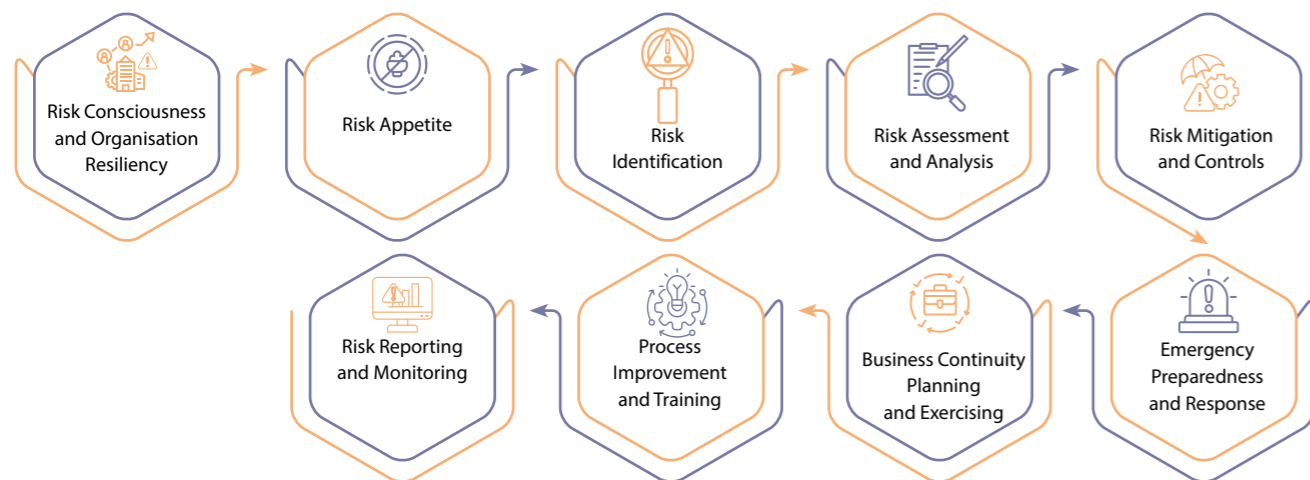 Risk Consciousness
and Organisation
Resiliency
Risk Appetite
Risk
Identification
Risk Assessment
and Analysis
Risk Mitigation
and Controls
Emergency
Preparedness
and Response
Business Continuity
Planning
and Exercising
Process
Improvement
and Training
Risk Reporting
and Monitoring